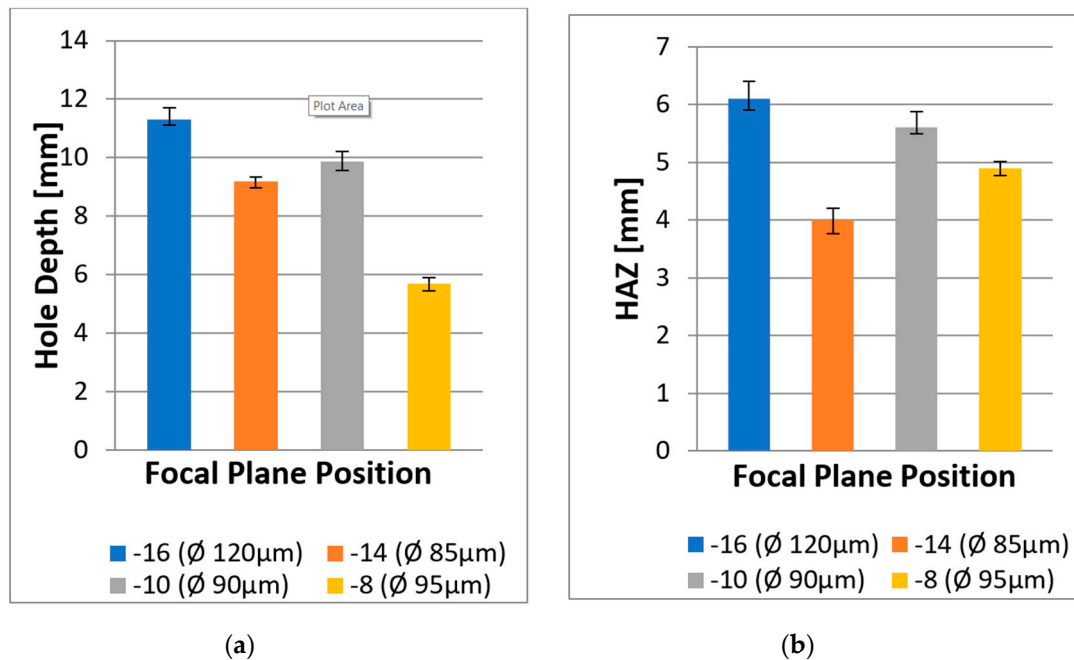 14
12
10
8
6
4
2
0
Hole Depth [mm]
Plot Area
Focal Plane Position
-16 (Ø 120µm)
-14 (Ø 85µm)
-10 (Ø 90µm)
-8 (Ø 95µm)
(a)
7
6
5
4
3
2
1
0
HAZ [mm]
Focal Plane Position
-16 (Ø 120µm)
-14 (Ø 85µm)
-10 (Ø 90µm)
-8 (Ø 95µm)
(b)